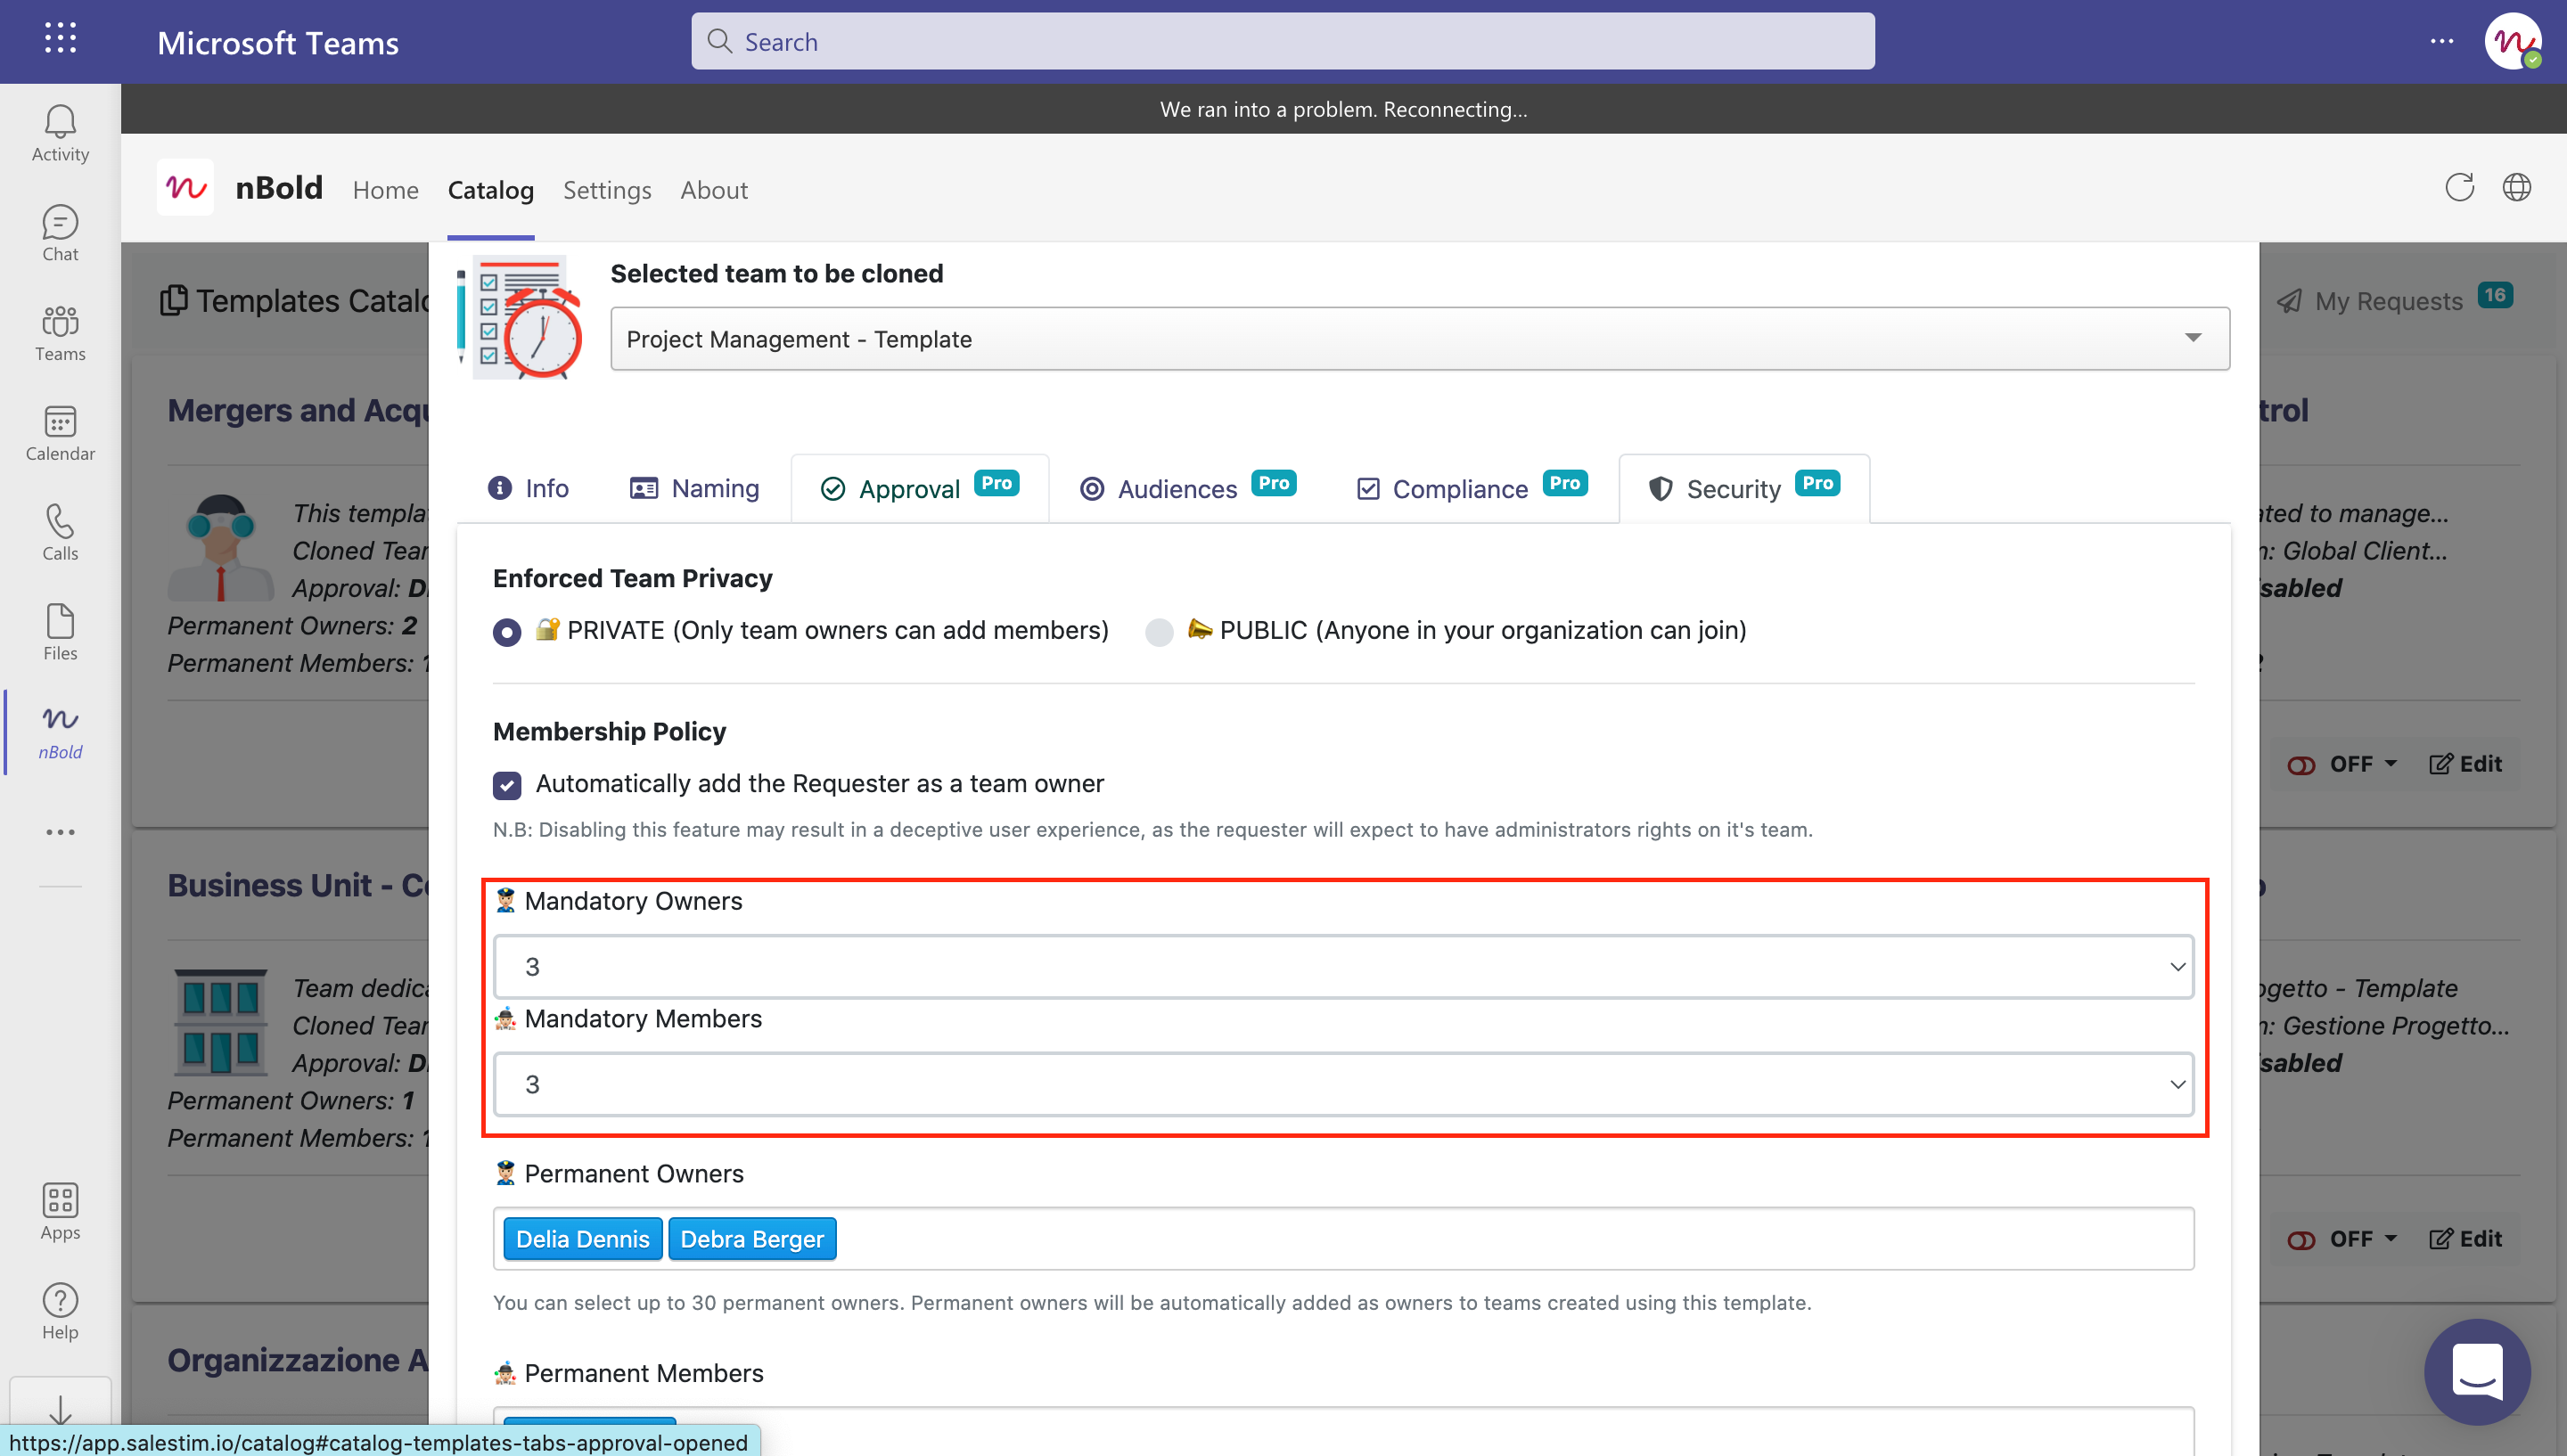 Microsoft Teams
Search
We ran into a problem. Reconnecting...
Activity
Chat
Teams
Calendar
Calls
Files
nBold
Apps
Help
nBold Home Catalog Settings About
Templates Catalo
My Requests 16
Selected team to be cloned
Project Management - Template
Info Naming Approval Pro Audiences Pro Compliance Pro Security Pro
Enforced Team Privacy
PRIVATE (Only team owners can add members) PUBLIC (Anyone in your organization can join)
Membership Policy
Automatically add the Requester as a team owner
N.B: Disabling this feature may result in a deceptive user experience, as the requester will expect to have administrators rights on it's team.
Mandatory Owners
3
Mandatory Members
3
Permanent Owners
Delia Dennis Debra Berger
You can select up to 30 permanent owners. Permanent owners will be automatically added as owners to teams created using this template.
Permanent Members
Mergers and Acqu
This templa
Cloned Tear
Approval: D
Permanent Owners: 2
Permanent Members: 1
Business Unit - Co
Team dedica
Cloned Tear
Approval: D
Permanent Owners: 1
Permanent Members: 1
Organizzazione A
trol
ated to manage...
n: Global Client...
sabled
OFF Edit
ogetto - Template
n: Gestione Progetto...
sabled
OFF Edit
https://app.salestim.io/catalog#catalog-templates-tabs-approval-opened